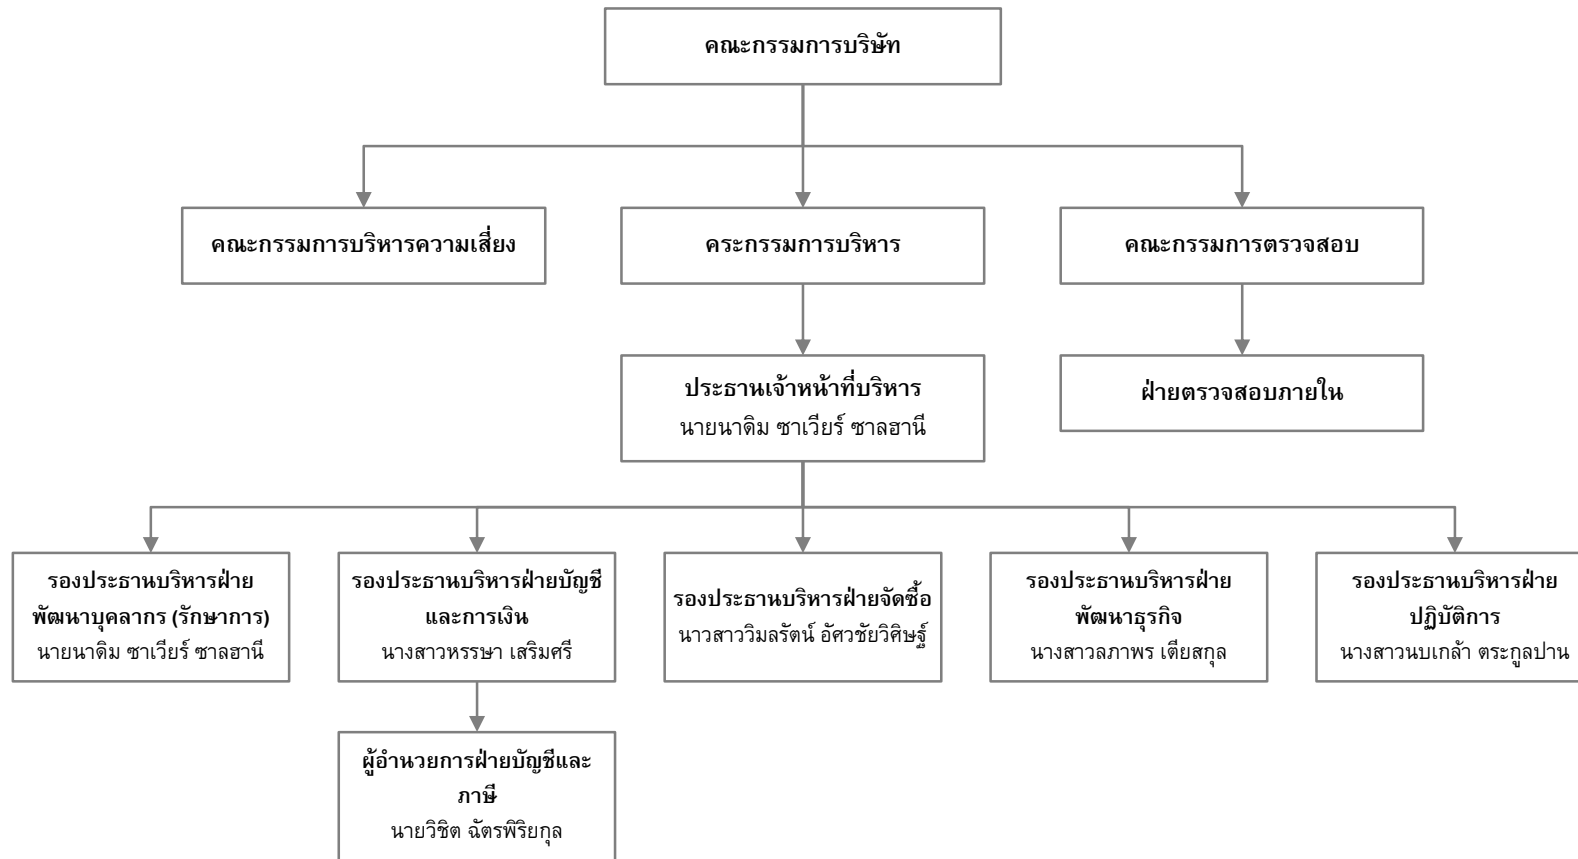 คณะกรรมการบริษัท
คณะกรรมการบริหารความเสี่ยง
คระกรรมการบริหาร
คณะกรรมการตรวจสอบ
ประธานเจ้าหน้าที่บริหาร
นายนาดิม ซาเวียร์ ซาลฮานี
ฝ่ายตรวจสอบภายใน
รองประธานบริหารฝ่าย
พัฒนาบุคลากร (รักษาการ)
นายนาดิม ซาเวียร์ ซาลฮานี
รองประธานบริหารฝ่ายบัญชี
และการเงิน
นางสาวหรรษา เสริมศรี
รองประธานบริหารฝ่ายจัดซื้อ
นาวสาววิมลรัตน์ อัศวชัยวิศิษฐ์
รองประธานบริหารฝ่าย
พัฒนาธุรกิจ
นางสาวลภาพร เตียสกุล
รองประธานบริหารฝ่าย
ปฏิบัติการ
นางสาวนบเกล้า ตระกูลปาน
ผู้อำนวยการฝ่ายบัญชีและ
ภาษี
นายวิชิต ฉัตรพิริยกุล